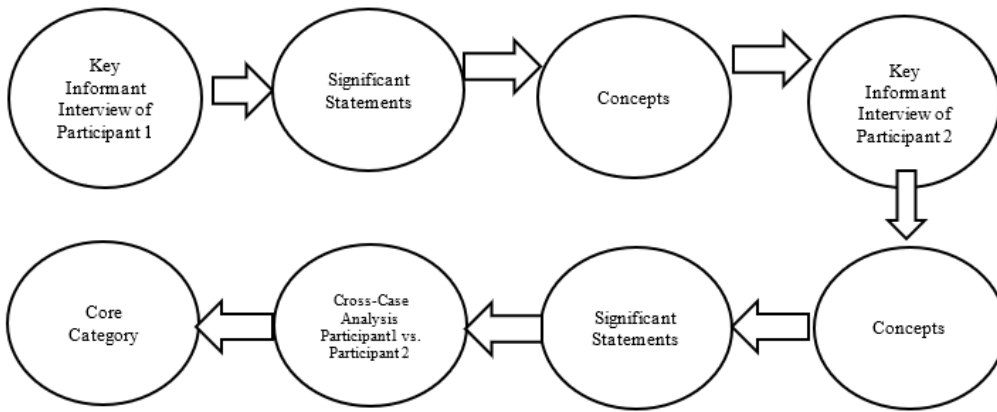 Key
Informant
Interview of
Participant 1
Significant
Statements
Concepts
Key
Informant
Interview of
Participant 2
Core
Category
Cross-Case
Analysis
Participant1 vs.
Participant 2
Significant
Statements
Concepts